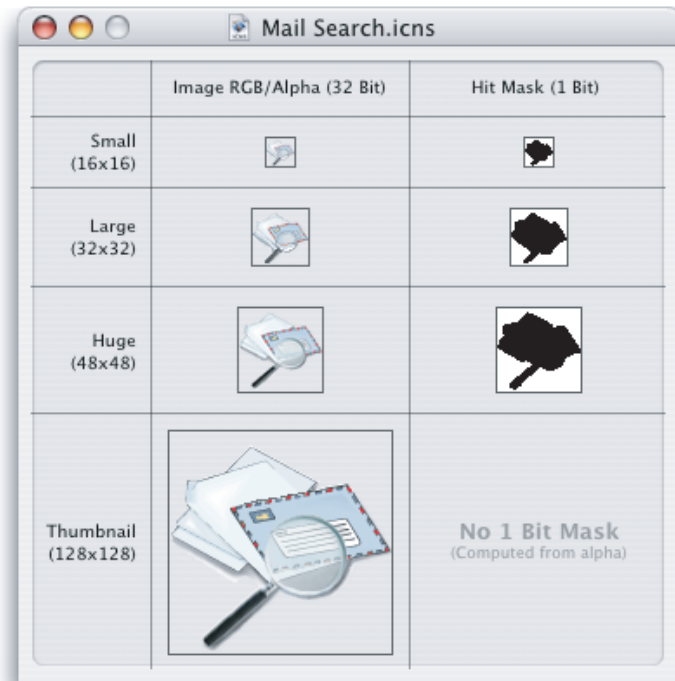 Mail Search.icns
Image RGB/Alpha (32 Bit)
Hit Mask (1 Bit)
Small
(16x16)
Large
(32x32)
Huge
(48x48)
Thumbnail
(128x128)
No 1 Bit Mask
(Computed from alpha)